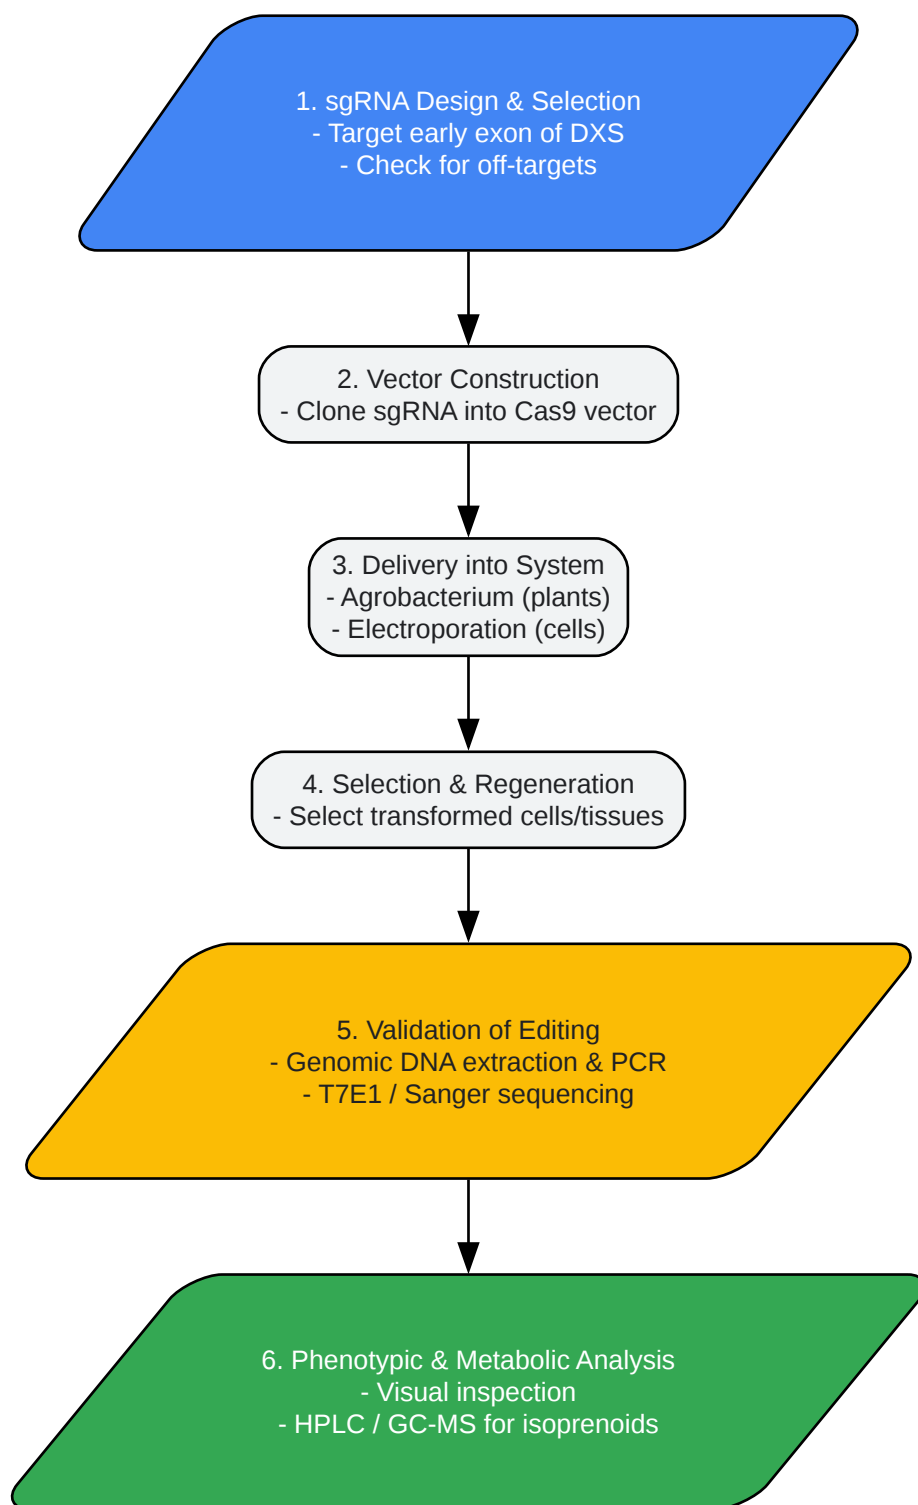 1. sgRNA Design & Selection
- Target early exon of DXS
- Check for off-targets
2. Vector Construction
- Clone sgRNA into Cas9 vector
3. Delivery into System
- Agrobacterium (plants)
- Electroporation (cells)
4. Selection & Regeneration
- Select transformed cells/tissues
5. Validation of Editing
- Genomic DNA extraction & PCR
- T7E1 / Sanger sequencing
6. Phenotypic & Metabolic Analysis
- Visual inspection
- HPLC / GC-MS for isoprenoids